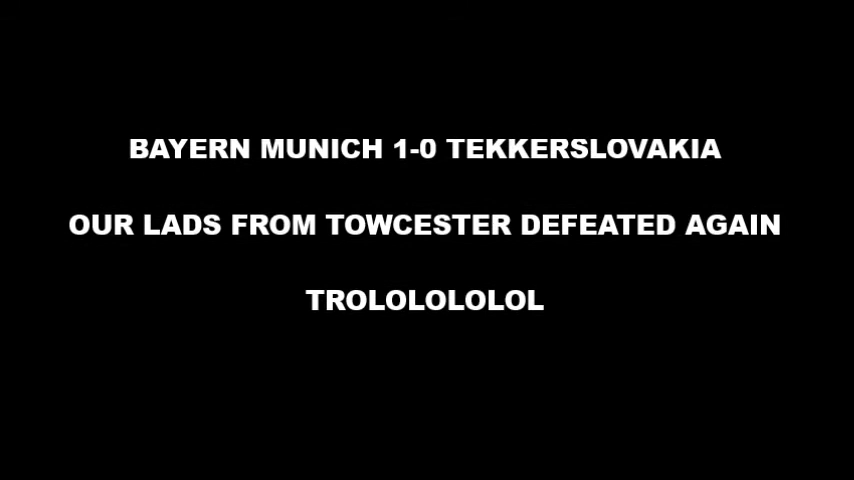 BAYERN MUNICH 1-0 TEKKERSLOVAKIA
OUR LADS FROM TOWCESTER DEFEATED AGAIN
TROLOLOLOLOL